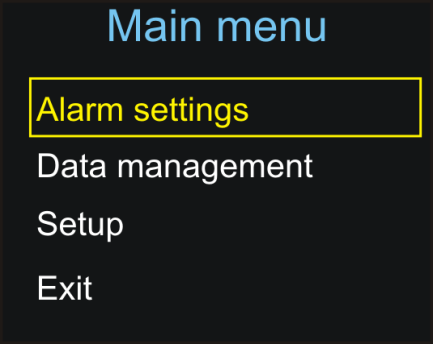 Main menu
Alarm settings
Data management
Setup
Exit